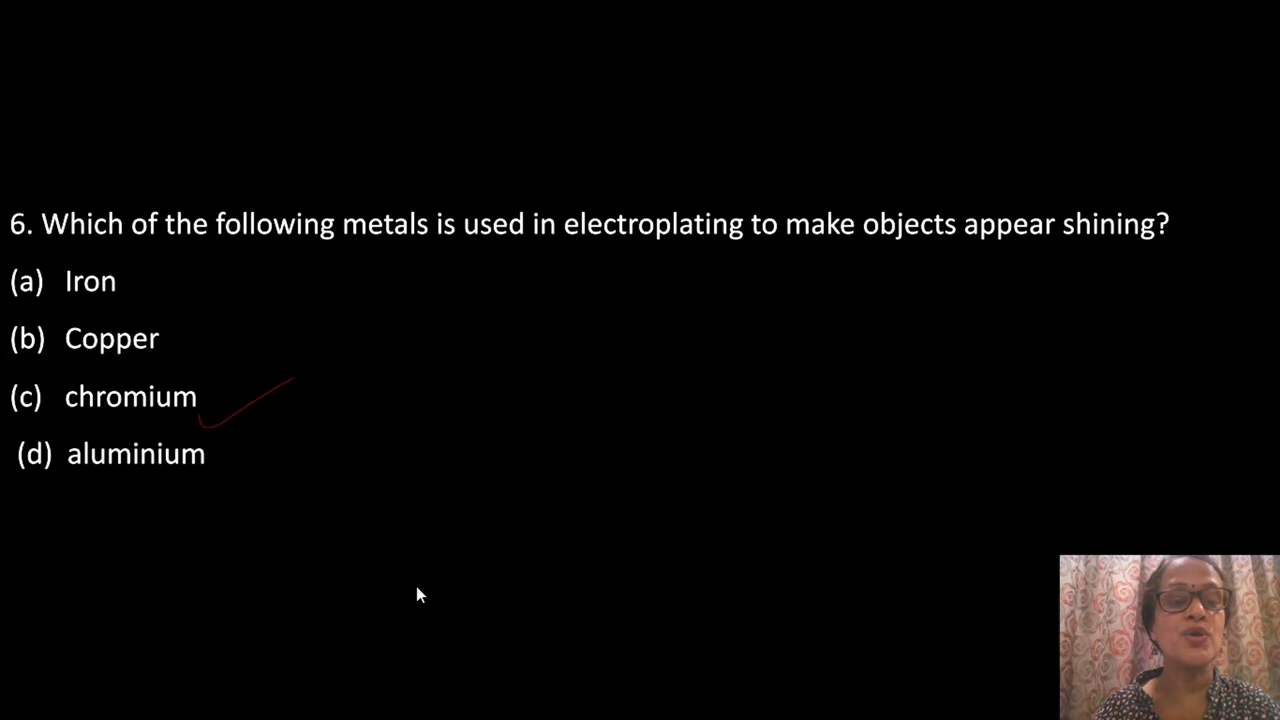 6. Which of the following metals is used in electroplating to make objects appear shining?
(a) Iron
(b) Copper
(c) chromium
(d) aluminium